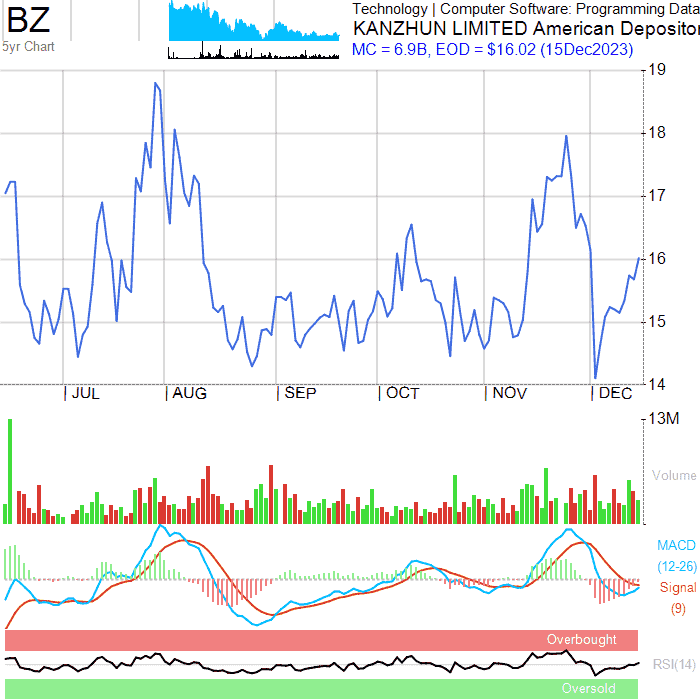 BZ
5yr Chart
Technology | Computer Software: Programming Data
KANZHUN LIMITED American Depositor
MC = 6.9B, EOD = $16.02 (15Dec2023)
19
18
17
16
15
14
JUL AUG SEP OCT NOV DEC
13M
Volume
MACD
(12-26)
Signal
(9)
Overbought
RSI(14)
Oversold